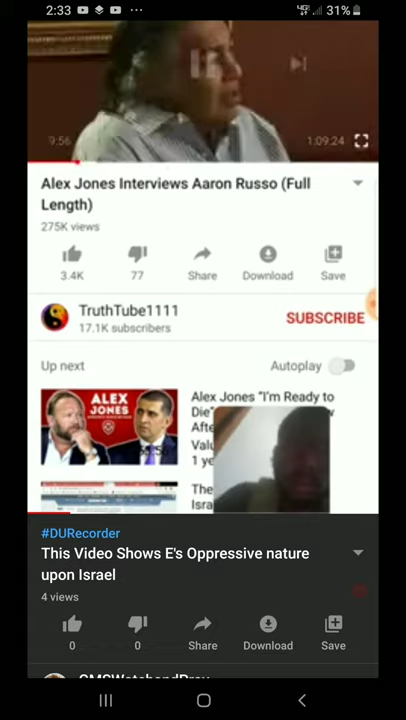 2:33
31%
9:56
1:09:24
Alex Jones Interviews Aaron Russo (Full
Length)
275K views
3.4K
77
Share
Download
Save
TruthTube1111
17.1K subscribers
SUBSCRIBE
Up next
Autoplay
ALEX
JONES
Alex Jones "I'm Ready to
Die"
After
1 ye
The
Isra
#DURecorder
This Video Shows E's Oppressive nature
upon Israel
4 views
0
0
Share
Download
Save